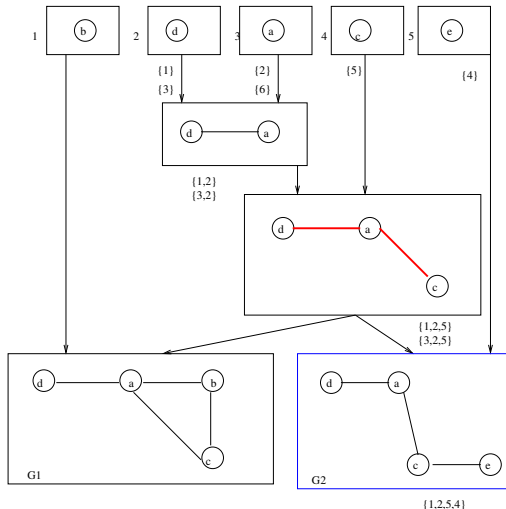 1 b 2 d 3 a 4 c 5 e
{1} {2} {5} {4}
{3} {6}
d a
{1,2}
{3,2}
d a
c
{1,2,5}
{3,2,5}
d a b d a
c c e
G1 G2
{1,2,5,4}